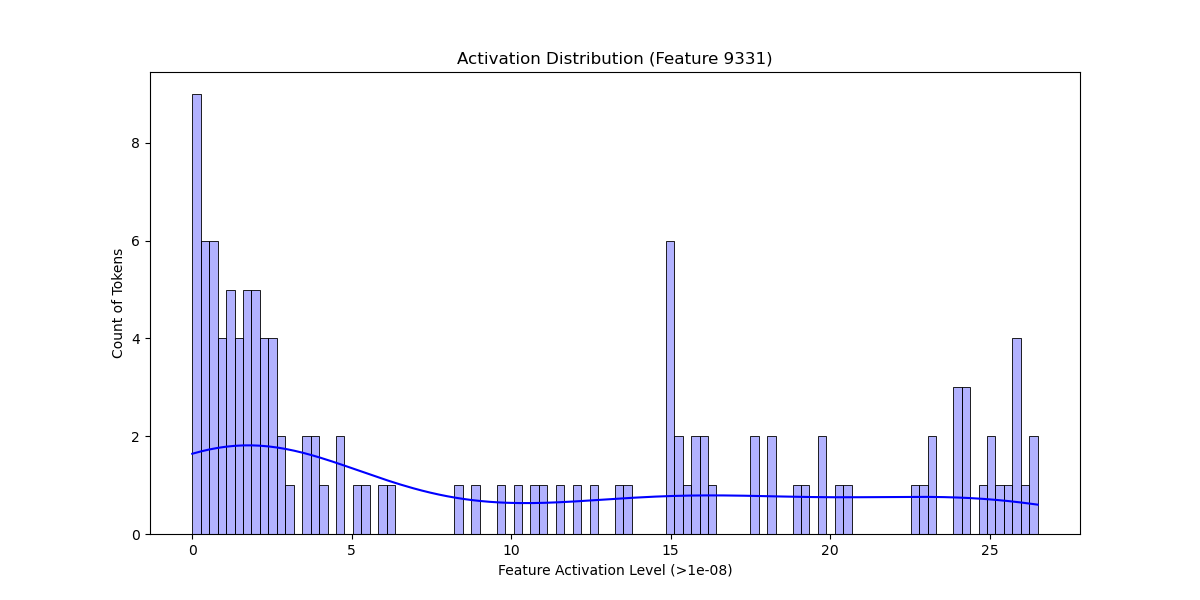 Activation Distribution (Feature 9331)
8
6
4
2
0
Count of Tokens
0 5 10 15 20 25
Feature Activation Level (>1e-08)